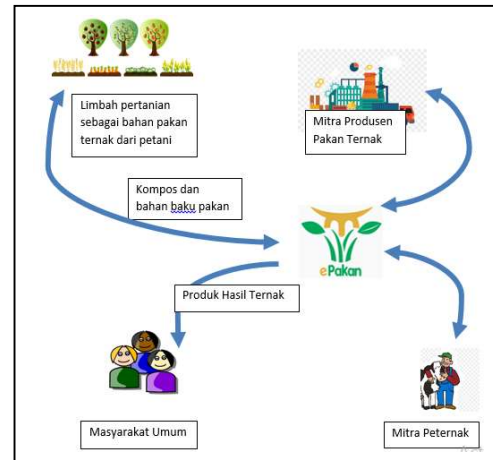 Limbah pertanian
sebagai bahan pakan
ternak dari petani
Mitra Produsen
Pakan Ternak
Kompos dan
bahan baku pakan
ePakan
Produk Hasil Ternak
Masyarakat Umum
Mitra Peternak